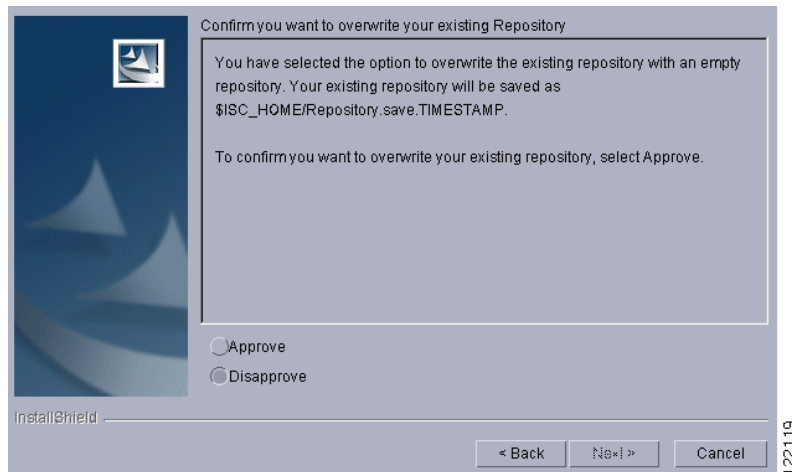 Confirm you want to overwrite your existing Repository
You have selected the option to overwrite the existing repository with an empty
repository. Your existing repository will be saved as
$ISC_HOME/Repository.save.TIMESTAMP.
To confirm you want to overwrite your existing repository, select Approve.
Approve
Disapprove
InstallShield
< Back
Next >
Cancel
122119